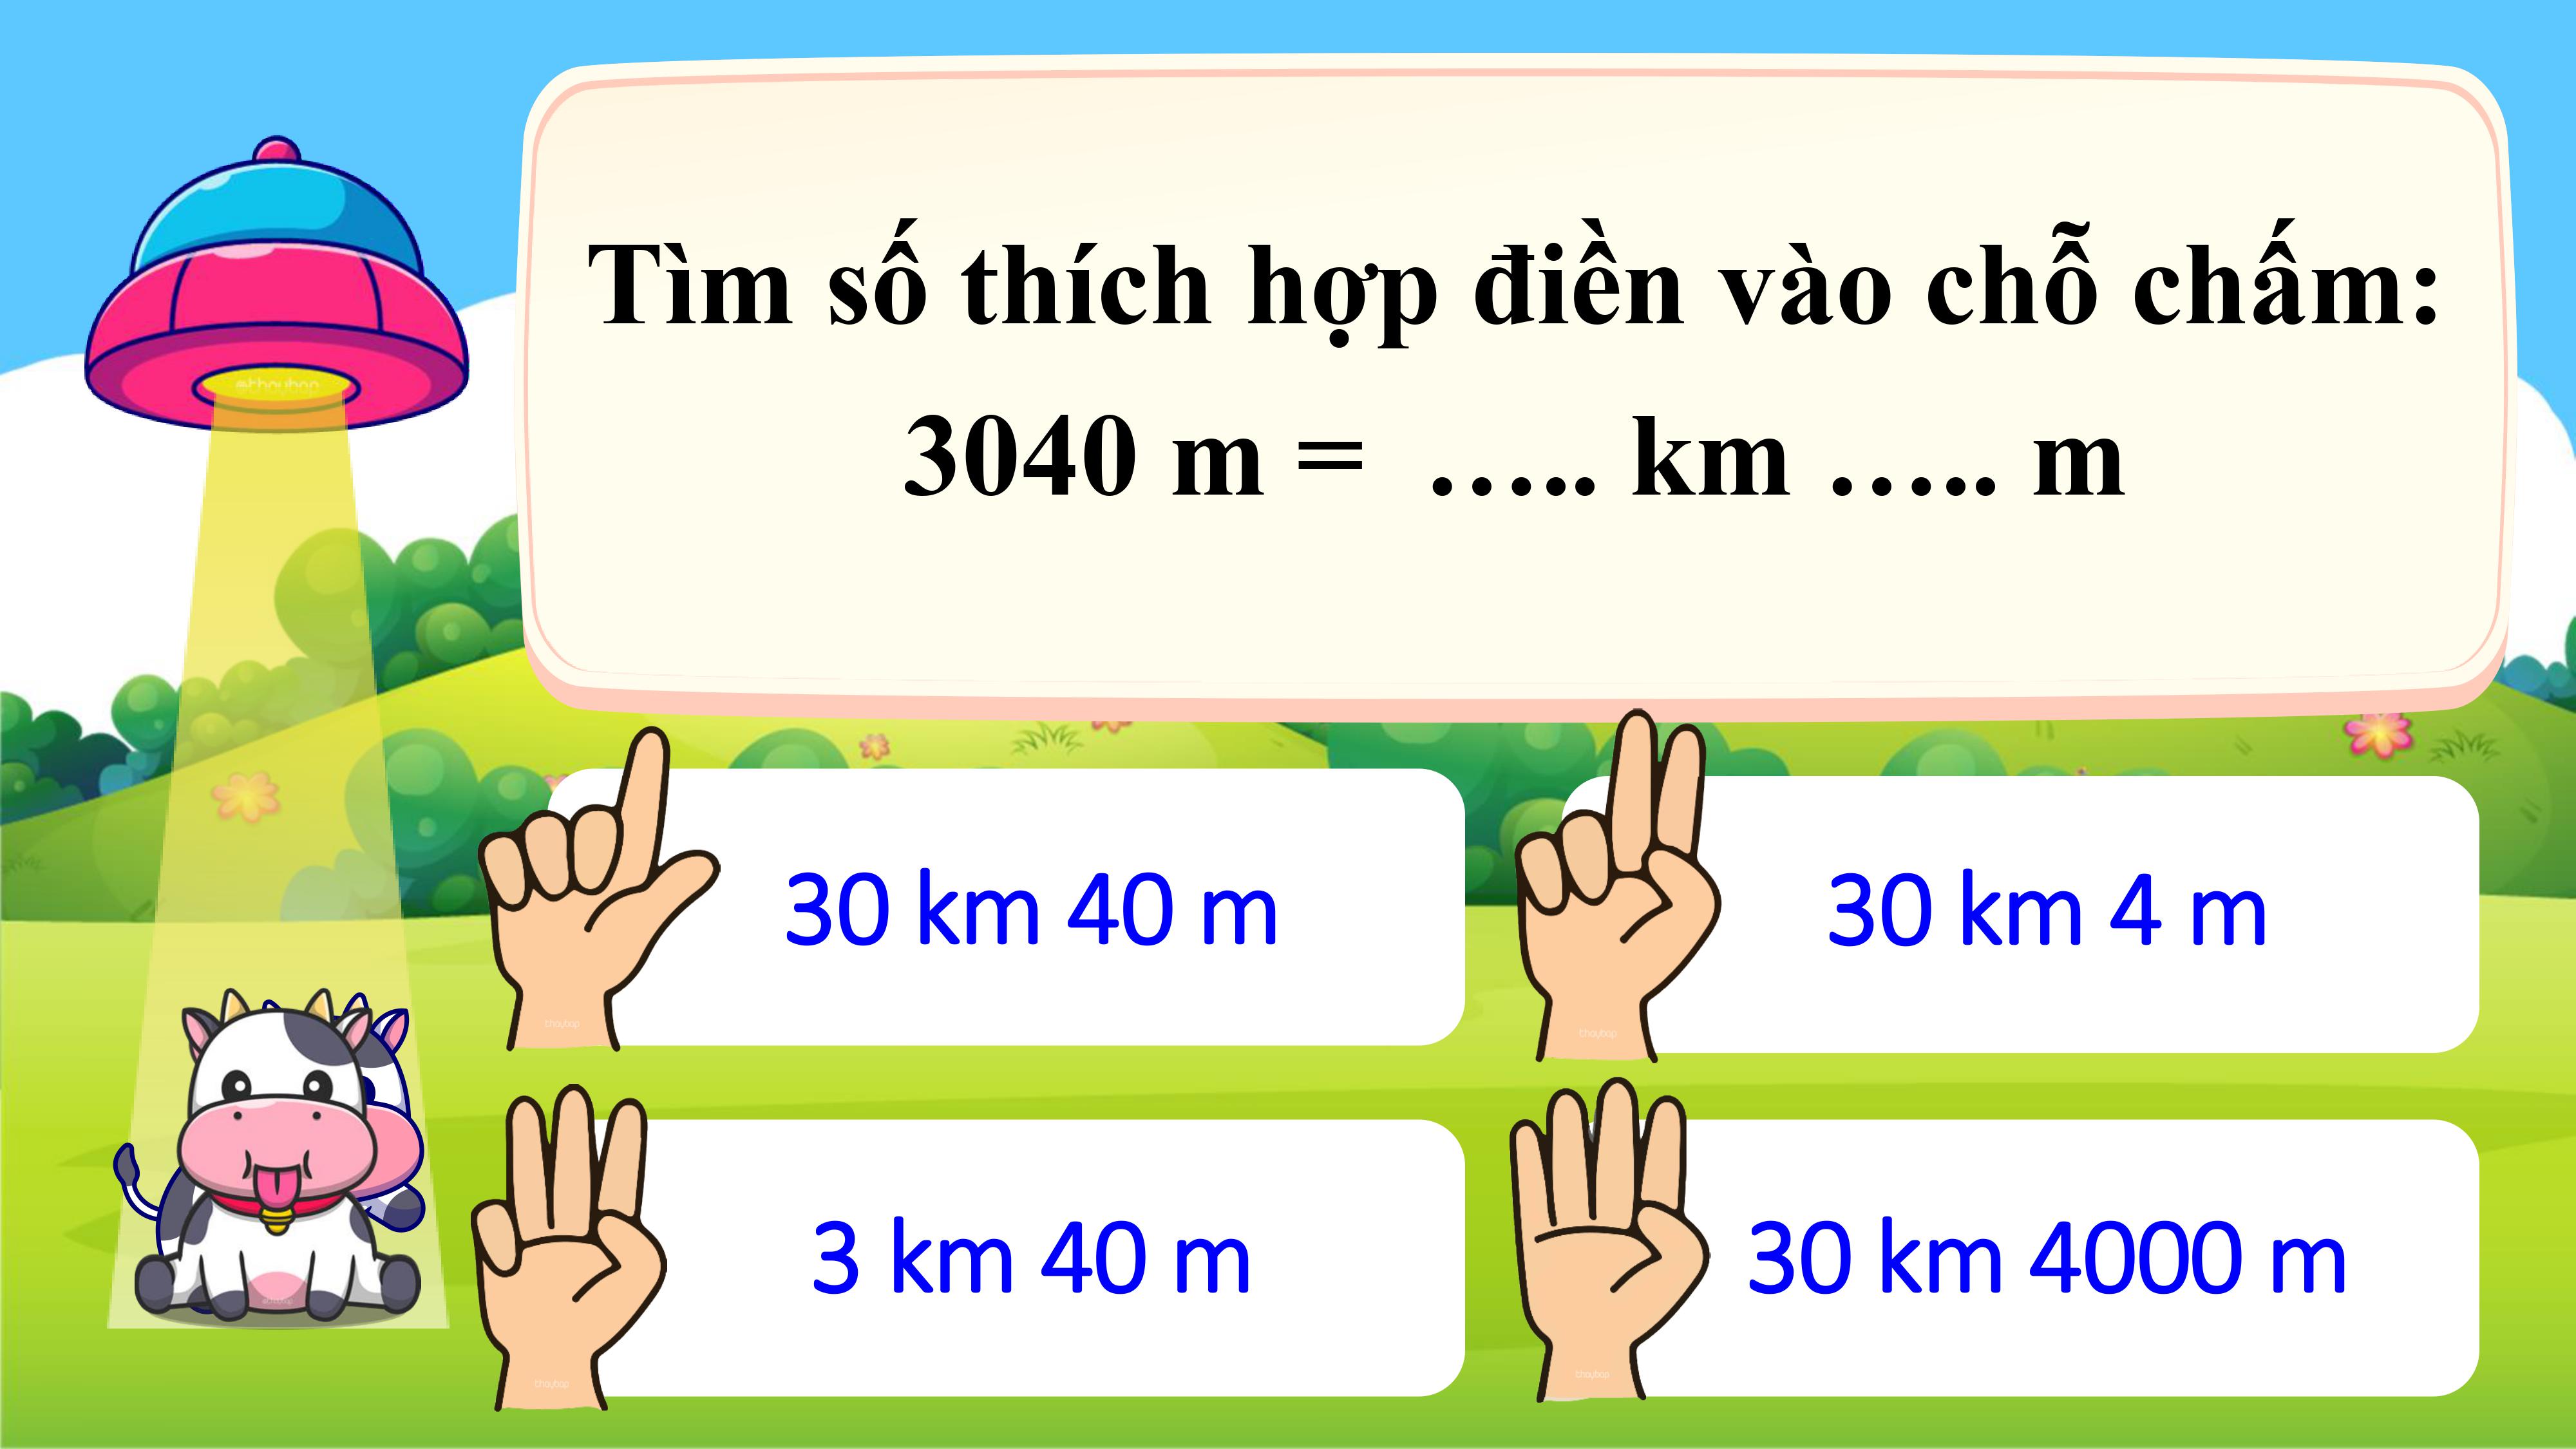 Tìm số thích hợp điền vào chỗ chấm:
3040 m = ….. km ….. m
30 km 40 m
30 km 4 m
3 km 40 m
30 km 4000 m